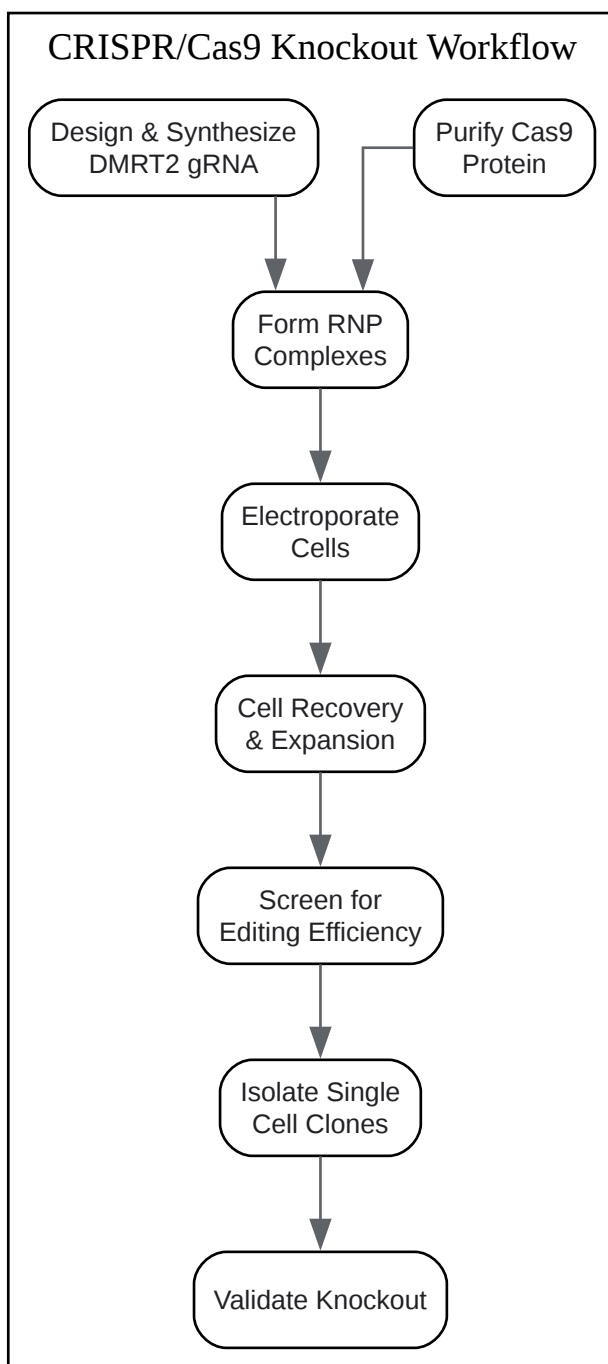 CRISPR/Cas9 Knockout Workflow
Design & Synthesize
DMRT2 gRNA
Purify Cas9
Protein
Form RNP
Complexes
Electroporate
Cells
Cell Recovery
& Expansion
Screen for
Editing Efficiency
Isolate Single
Cell Clones
Validate Knockout